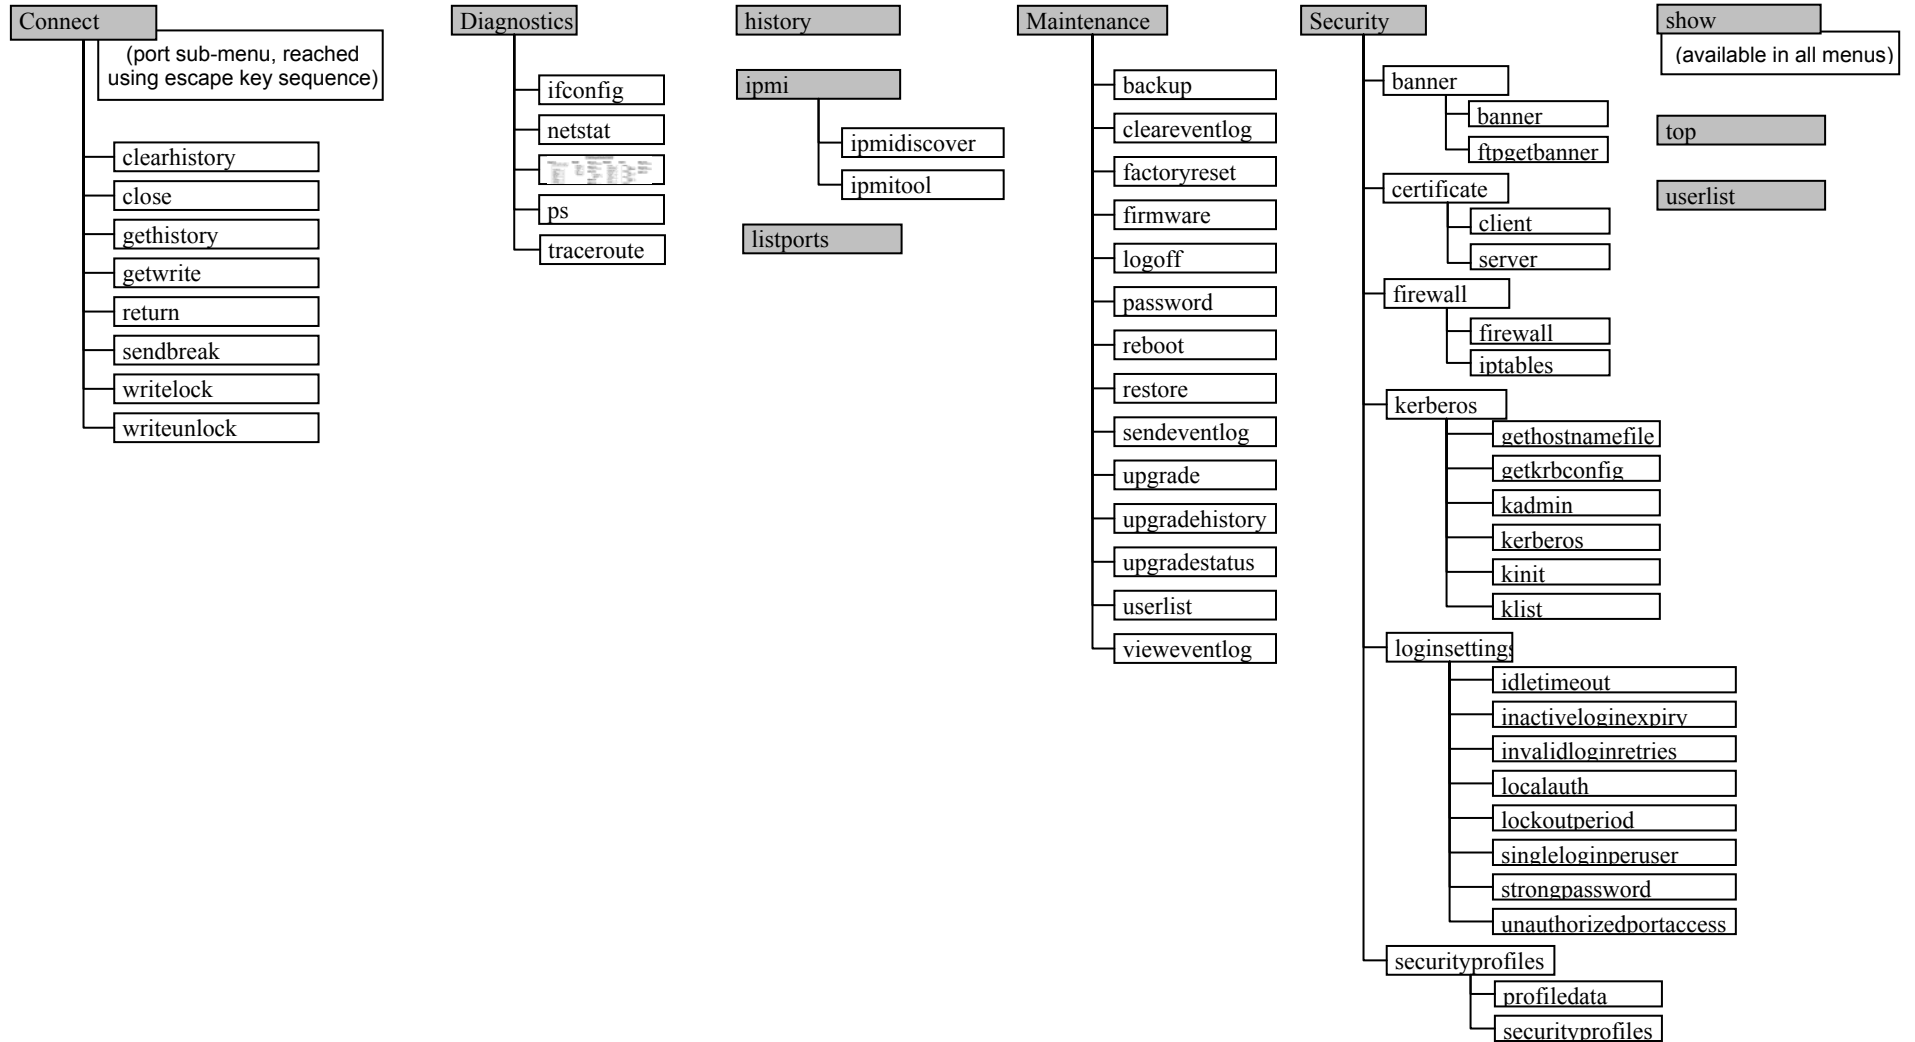 Connect
(port sub-menu, reached
using escape key sequence)
clearhistory
close
gethistory
getwrite
return
sendbreak
writelock
writeunlock
Diagnostics
ifconfig
netstat
ps
traceroute
history
ipmi
ipmidiscover
ipmitool
listports
Maintenance
backup
cleareventlog
factoryreset
firmware
logoff
password
reboot
restore
sendeventlog
upgrade
upgradehistory
upgradestatus
userlist
vieweventlog
Security
banner
banner
ftpgetbanner
certificate
client
server
firewall
firewall
iptables
kerberos
gethostnamefile
getkrbconfig
kadmin
kerberos
kinit
klist
loginsettings
idletimeout
inactiveloginexpiry
invalidloginretries
localauth
lockoutperiod
singleloginperuser
strongpassword
unauthorizedportaccess
securityprofiles
profiledata
securityprofiles
show
(available in all menus)
top
userlist